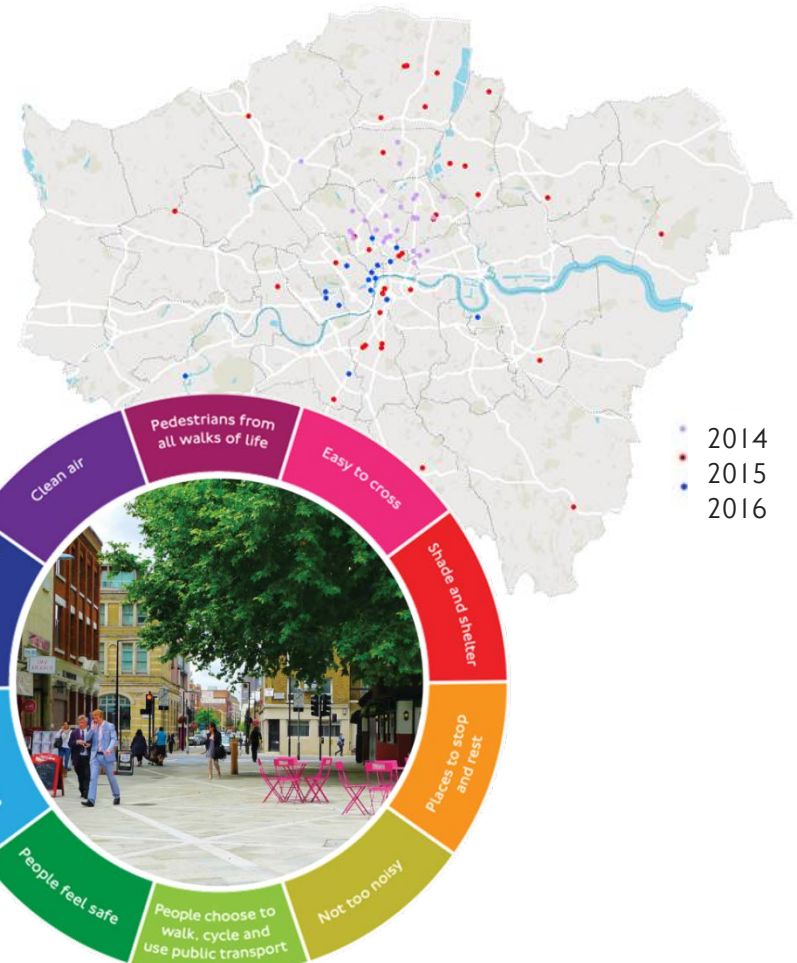 2014
2015
2016
Pedestrians from
all walks of life
Easy to cross
Shade and shelter
Places to stop
and rest
Not too noisy
People choose to
walk, cycle and
use public transport
People feel safe
Clean air